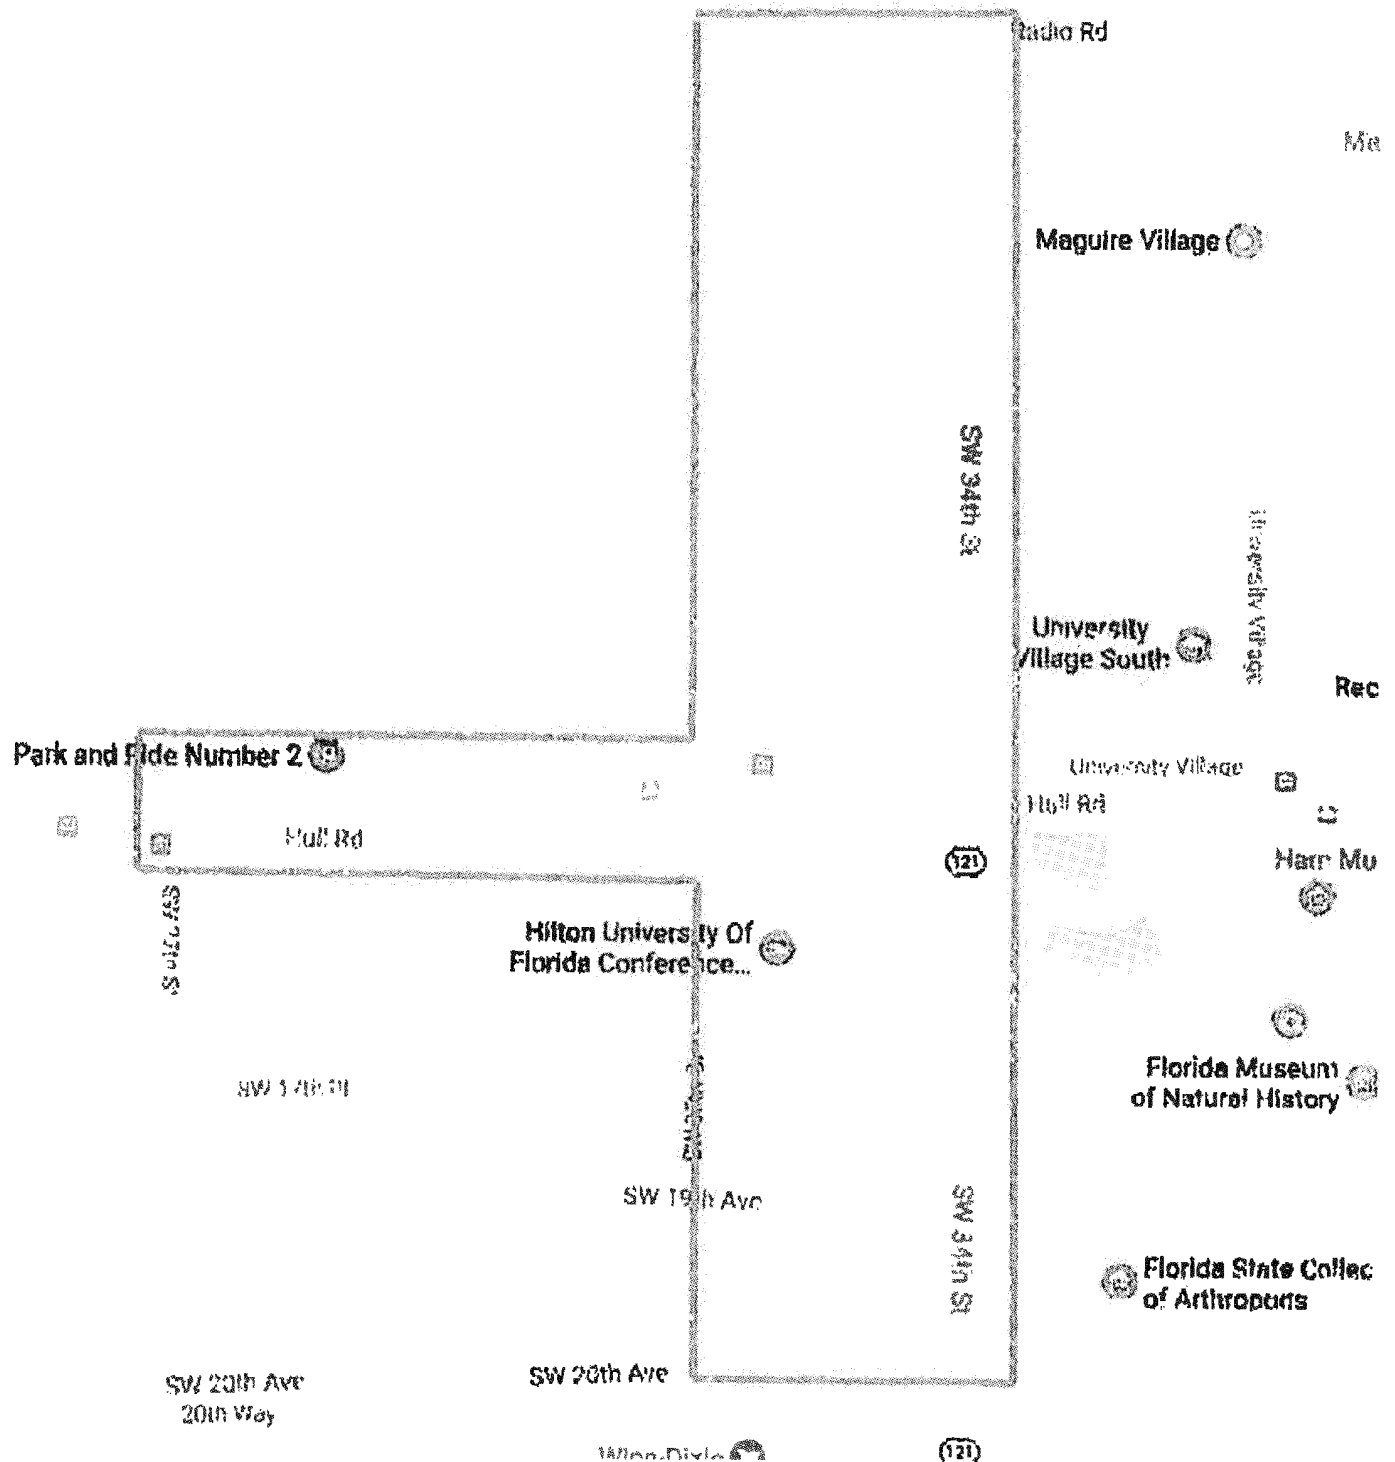 Rd
Maguire Village
SW 34th St
University
Village South
University Village
Rec
Park and Ride Number 2
University Village
Hull Rd
Hull Rd
121
Harn Mu
Hilton University Of
Florida Conference...
Florida Museum
of Natural History
SW 19th Ave
SW 34th St
Florida State Collec
of Arthropods
SW 20th Ave
SW 20th Ave
20th Way
121